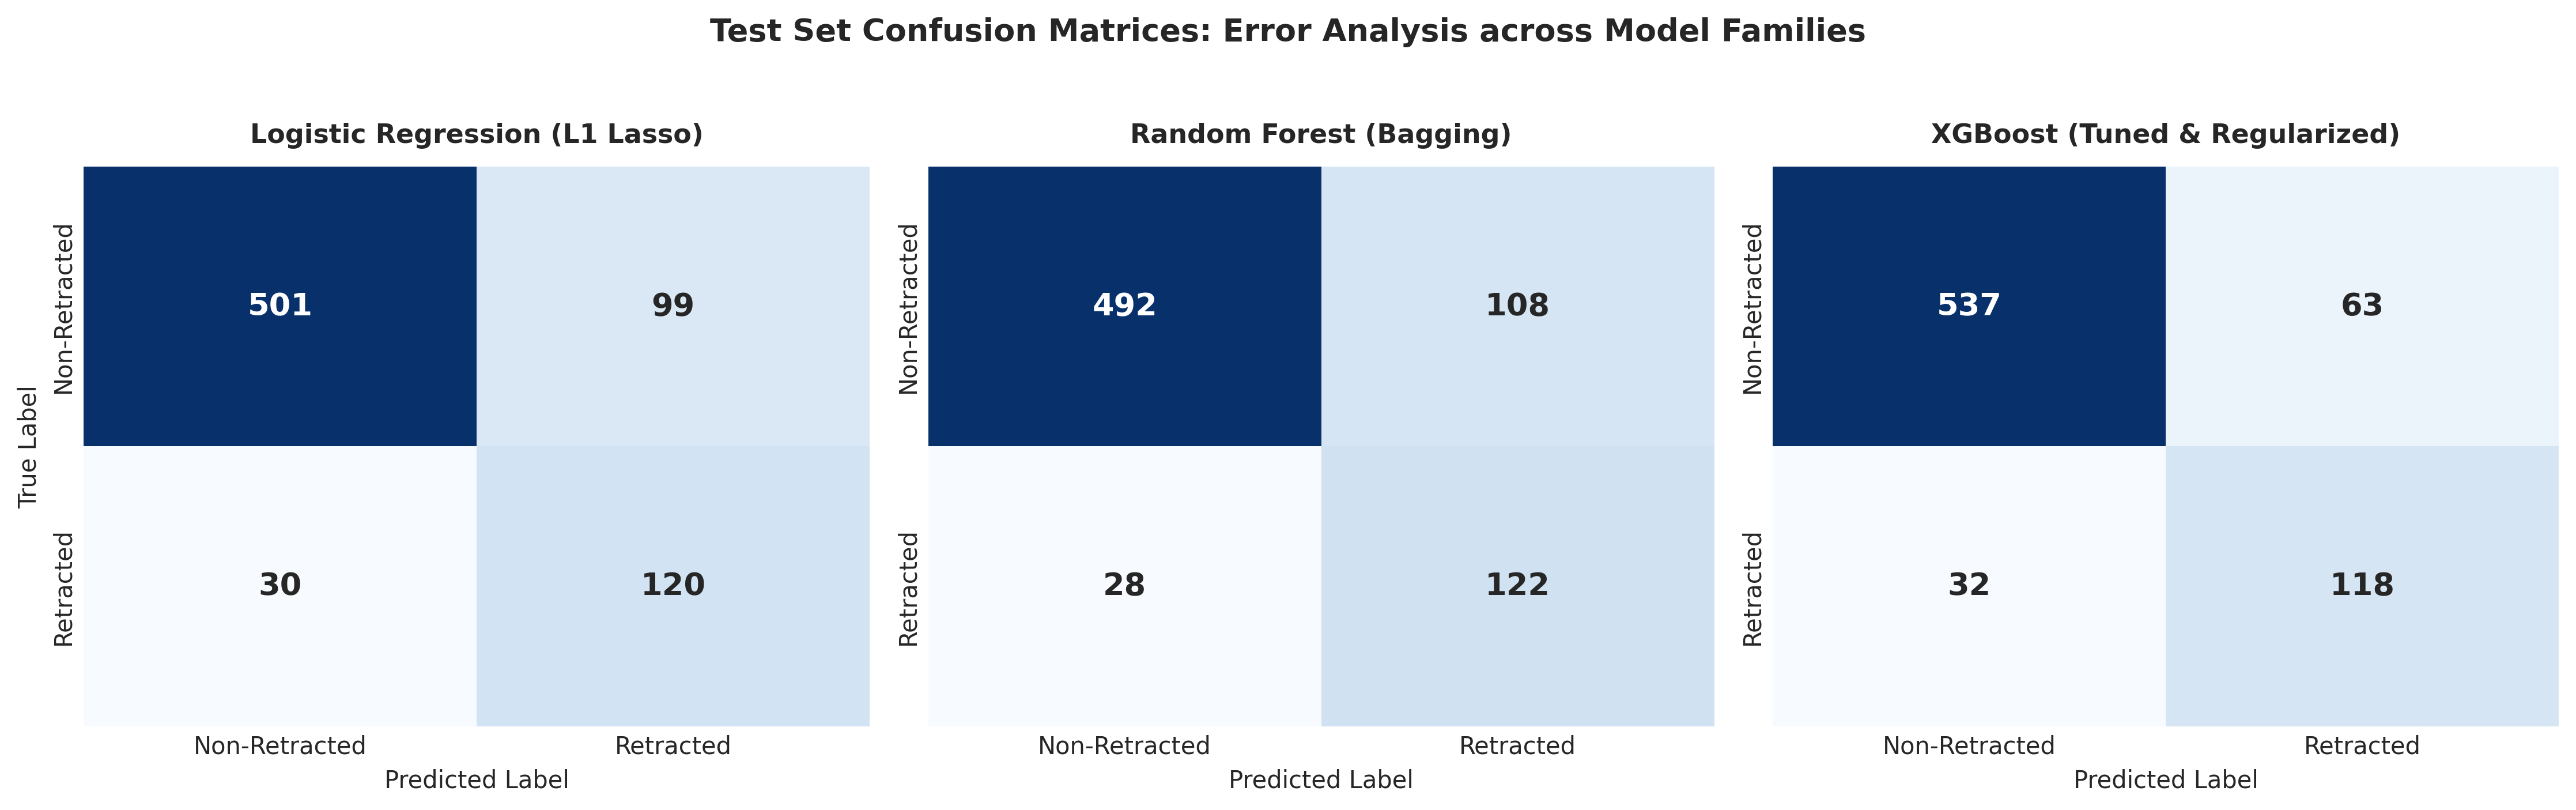 Test Set Confusion Matrices: Error Analysis across Model Families
Logistic Regression (L1 Lasso)
True Label
Non-Retracted
Retracted
501
99
30
120
Non-Retracted
Retracted
Predicted Label
Random Forest (Bagging)
Non-Retracted
Retracted
492
108
28
122
Non-Retracted
Retracted
Predicted Label
XGBoost (Tuned & Regularized)
Non-Retracted
Retracted
537
63
32
118
Non-Retracted
Retracted
Predicted Label